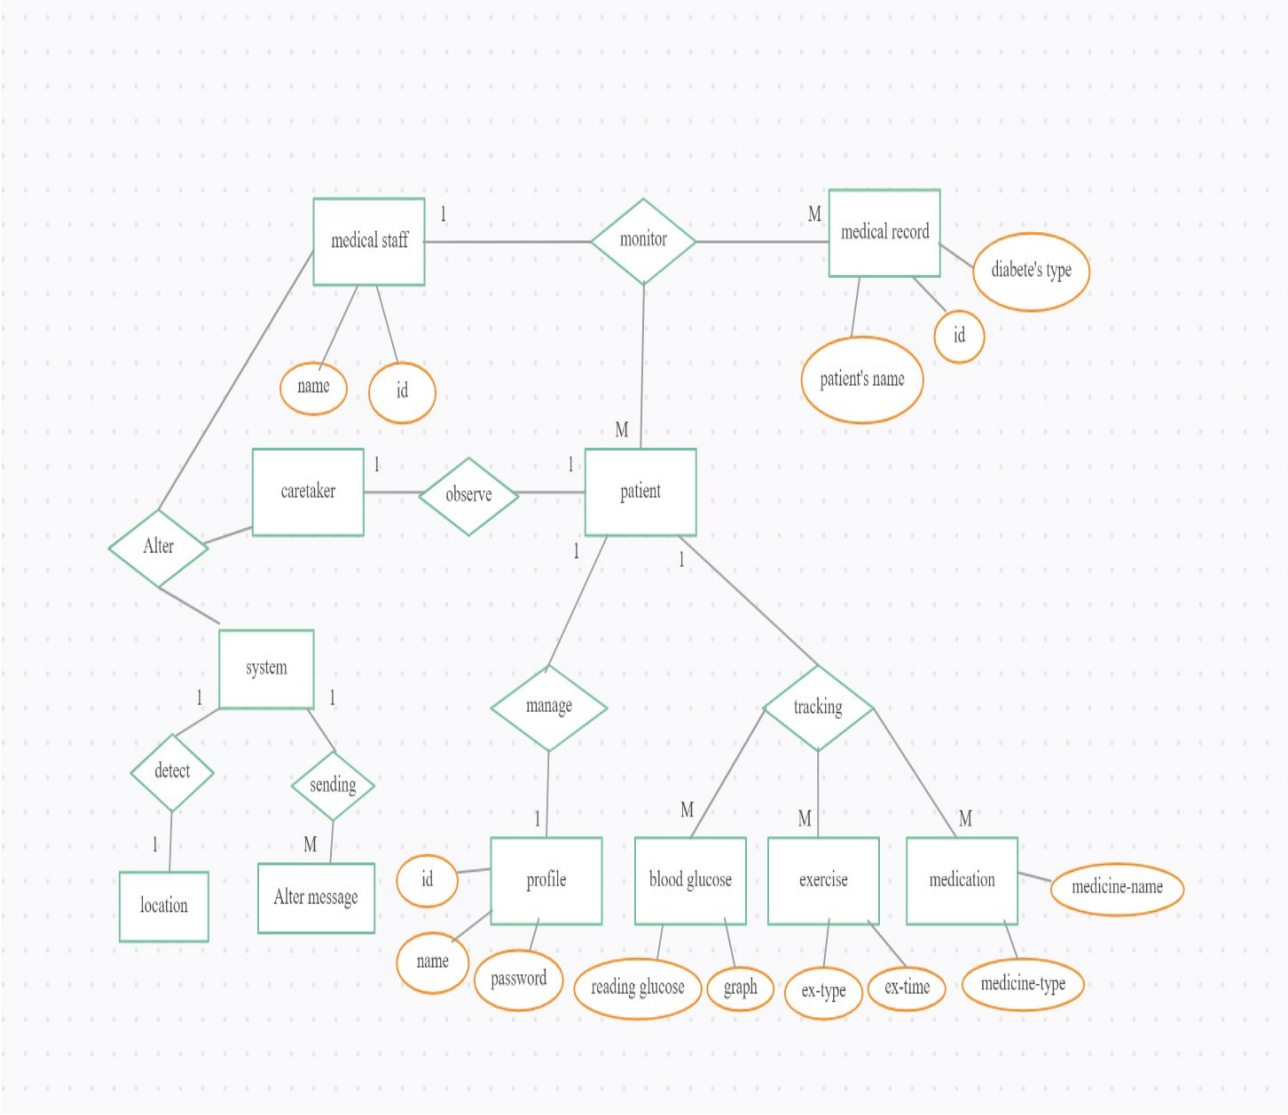 1
M
medical staff
monitor
medical record
diabete's type
id
name
id
patient's name
M
1
1
caretaker
observe
patient
Alter
1
1
system
1
1
manage
tracking
detect
sending
1
M
1
M
M
M
location
Alter message
id
profile
blood glucose
exercise
medication
medicine-name
name
password
reading glucose
graph
ex-type
ex-time
medicine-type